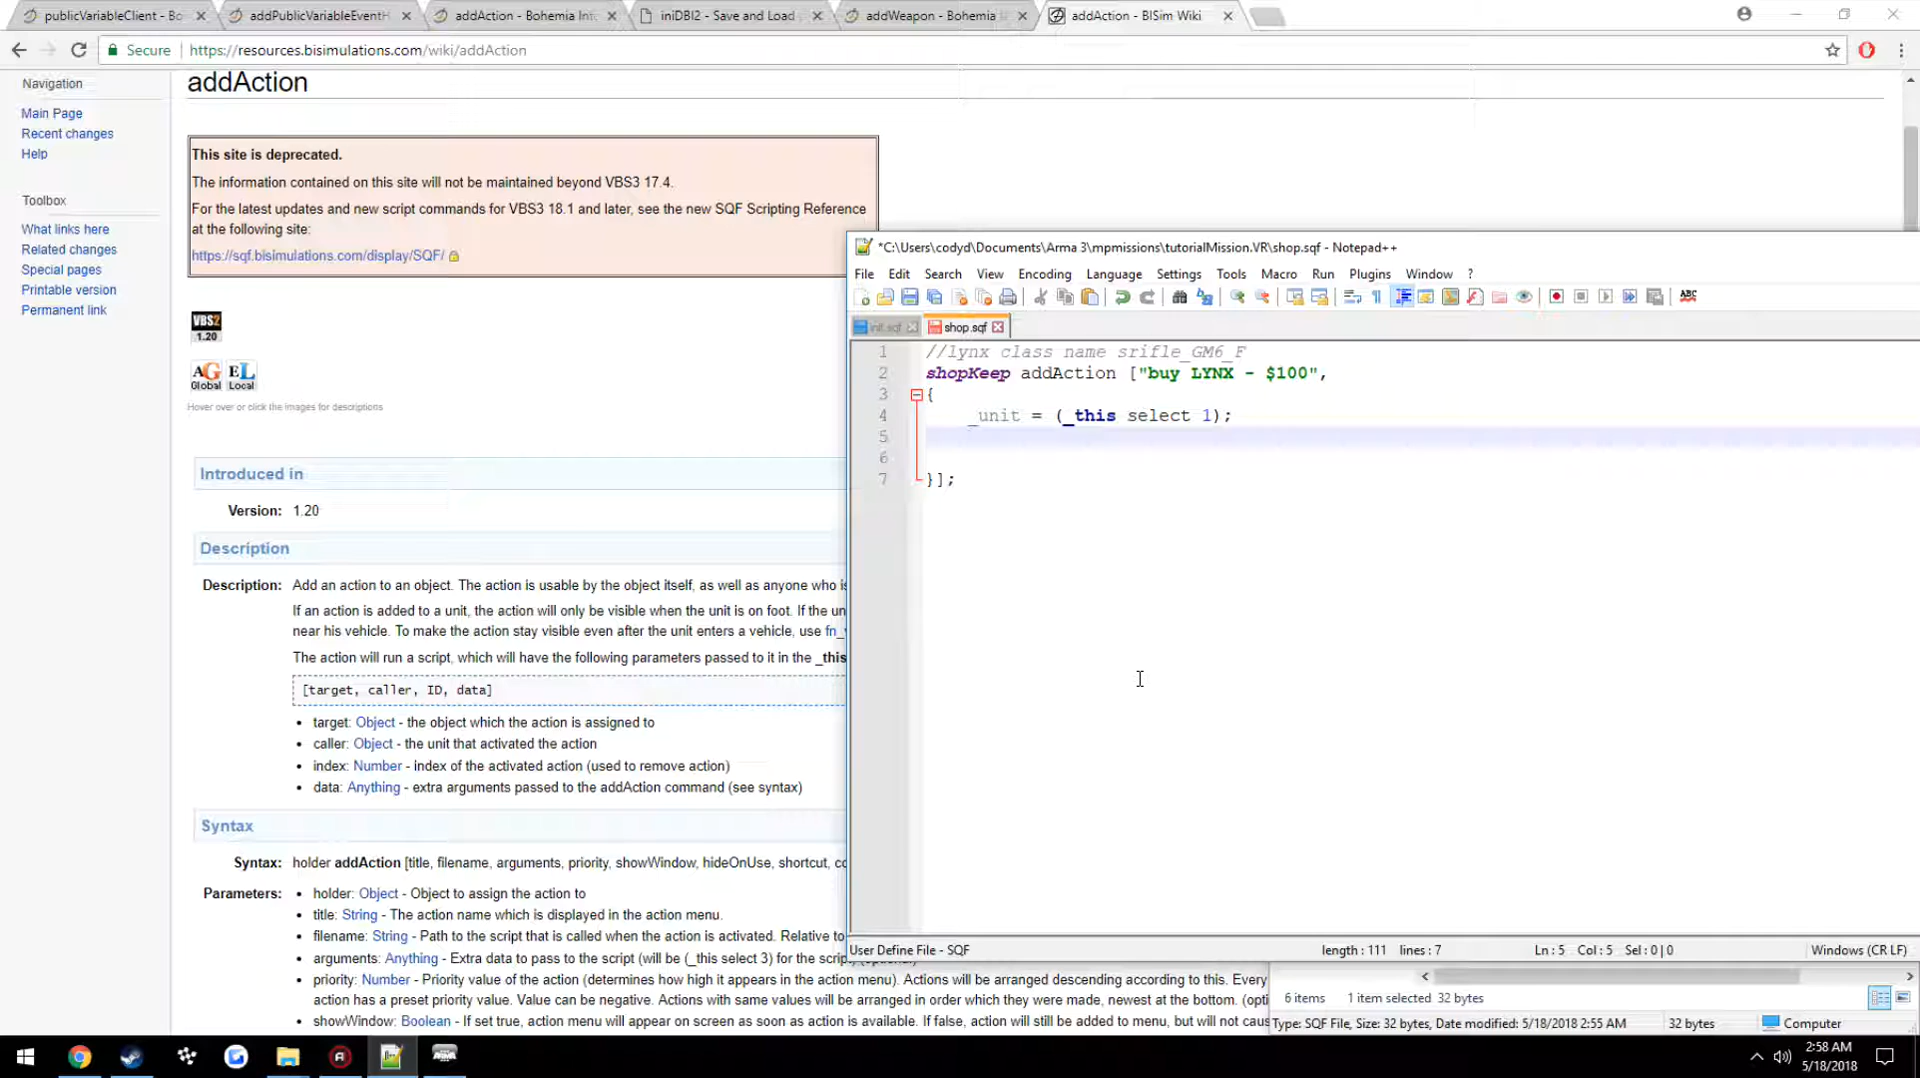 publicVariableClient - Bo
addPublicVariableEventH
addAction - Bohemia Int
iniDBI2 - Save and Load
addWeapon - Bohemia
addAction - BISim Wiki
Secure
https://resources.bisimulations.com/wiki/addAction
Navigation
Main Page
Recent changes
Help
Toolbox
What links here
Related changes
Special pages
Printable version
Permanent link
addAction
This site is deprecated.
The information contained on this site will not be maintained beyond VBS3 17.4.
For the latest updates and new script commands for VBS3 18.1 and later, see the new SQF Scripting Reference
at the following site:
https://sqf.bisimulations.com/display/SQF/
VBS2
1.20
AG EL
Global Local
Hover over or click the images for descriptions
Introduced in
Version: 1.20
Description
Description: Add an action to an object. The action is usable by the object itself, as well as anyone who is
If an action is added to a unit, the action will only be visible when the unit is on foot. If the un
near his vehicle. To make the action stay visible even after the unit enters a vehicle, use fn_
The action will run a script, which will have the following parameters passed to it in the _this
[target, caller, ID, data]
• target: Object - the object which the action is assigned to
• caller: Object - the unit that activated the action
• index: Number - index of the activated action (used to remove action)
• data: Anything - extra arguments passed to the addAction command (see syntax)
Syntax
Syntax: holder addAction [title, filename, arguments, priority, showWindow, hideOnUse, shortcut, co
Parameters: • holder: Object - Object to assign the action to
• title: String - The action name which is displayed in the action menu.
• filename: String - Path to the script that is called when the action is activated. Relative to
• arguments: Anything - Extra data to pass to the script (will be (_this select 3) for the script
• priority: Number - Priority value of the action (determines how high it appears in the action menu). Actions will be arranged descending according to this. Every
action has a preset priority value. Value can be negative. Actions with same values will be arranged in order which they were made, newest at the bottom. (opti
• showWindow: Boolean - If set true, action menu will appear on screen as soon as action is available. If false, action will still be added to menu, but will not caus
*C:\Users\codyd\Documents\Arma 3\mpmissions\tutorialMission.VR\shop.sqf - Notepad++
File Edit Search View Encoding Language Settings Tools Macro Run Plugins Window ?
init.sqf
shop.sqf
1 //lynx class name srifle_GM6_F
2 shopKeep addAction ["buy LYNX - $100",
3 {
4 _unit = (_this select 1);
5
6
7 }];
User Define File - SQF
length : 111 lines : 7
Ln : 5 Col : 5 Sel : 0 | 0
Windows (CR LF)
6 items 1 item selected 32 bytes
Type: SQF File, Size: 32 bytes, Date modified: 5/18/2018 2:55 AM
32 bytes
Computer
2:58 AM
5/18/2018